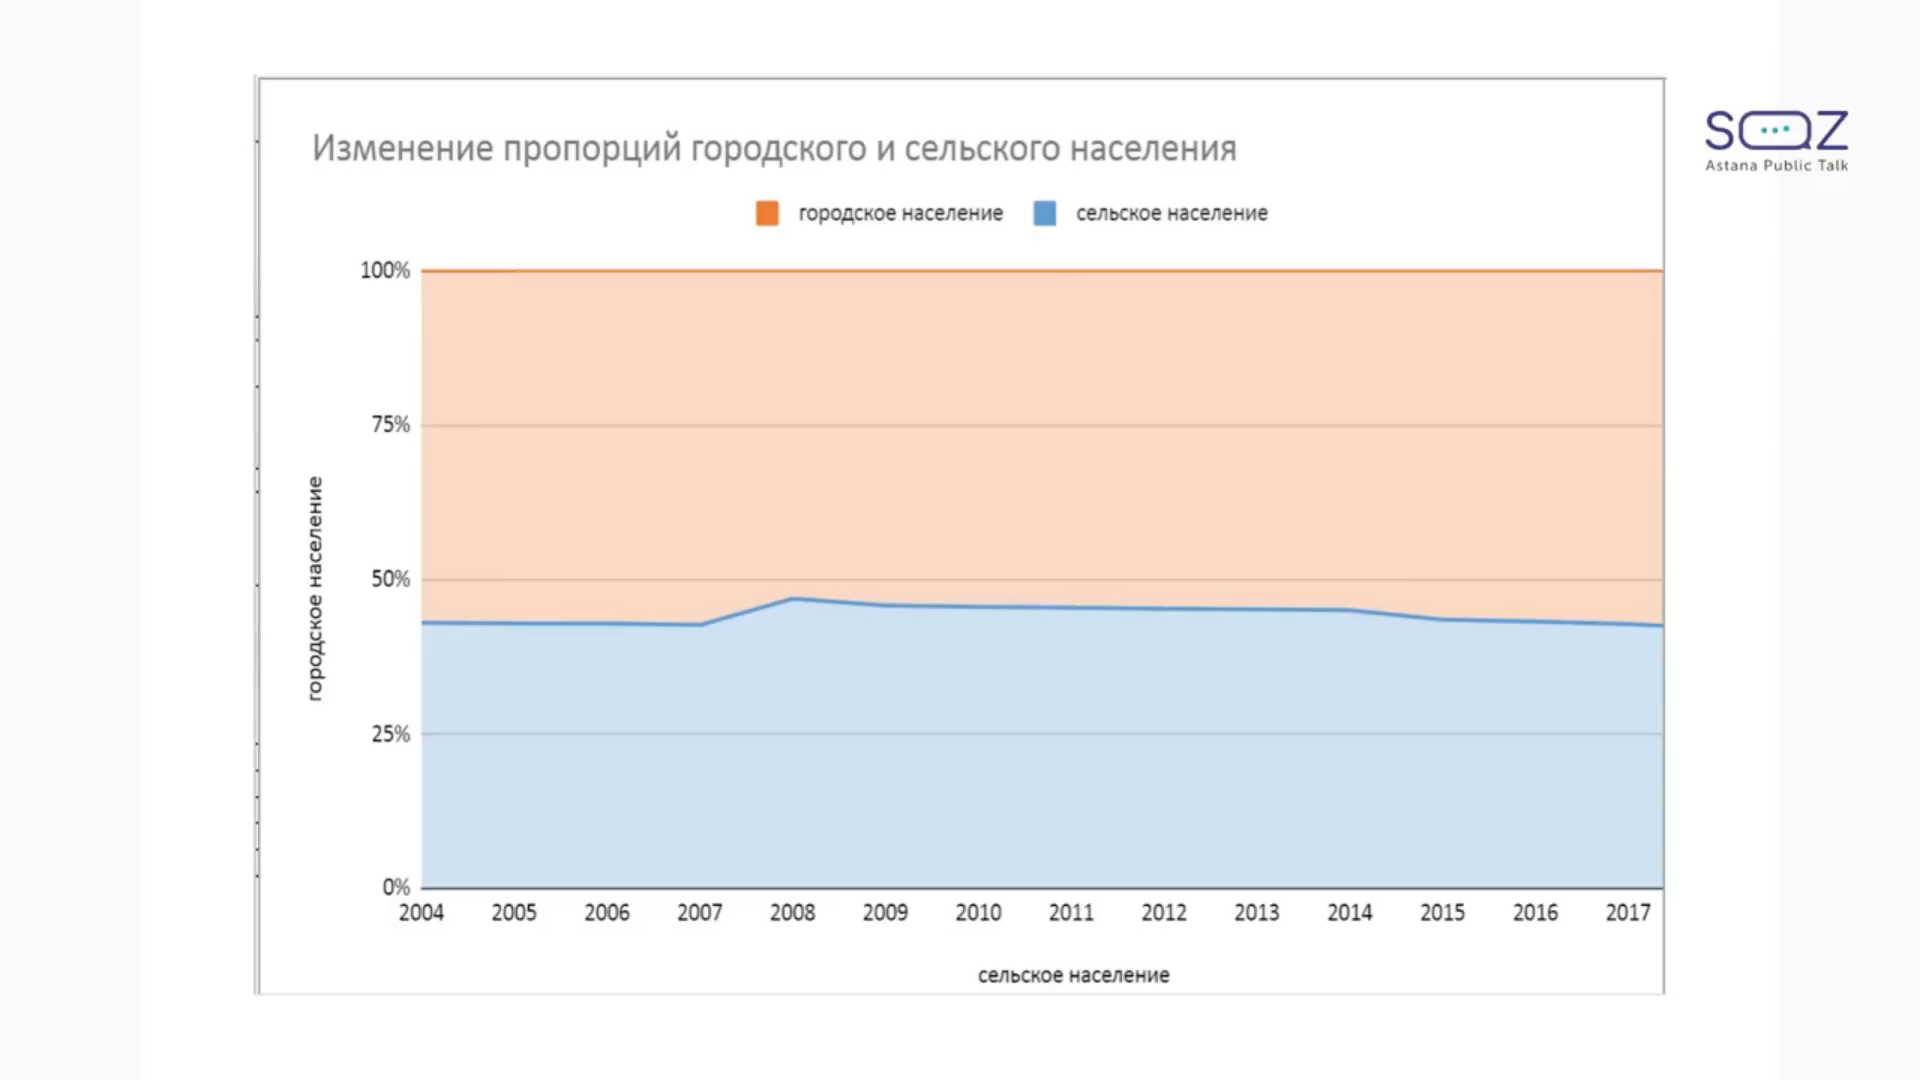 Изменение пропорций городского и сельского населения
SOZ
Astana Public Talk
городское население
сельское население
100%
75%
50%
25%
0%
городское население
2004 2005 2006 2007 2008 2009 2010 2011 2012 2013 2014 2015 2016 2017
сельское население